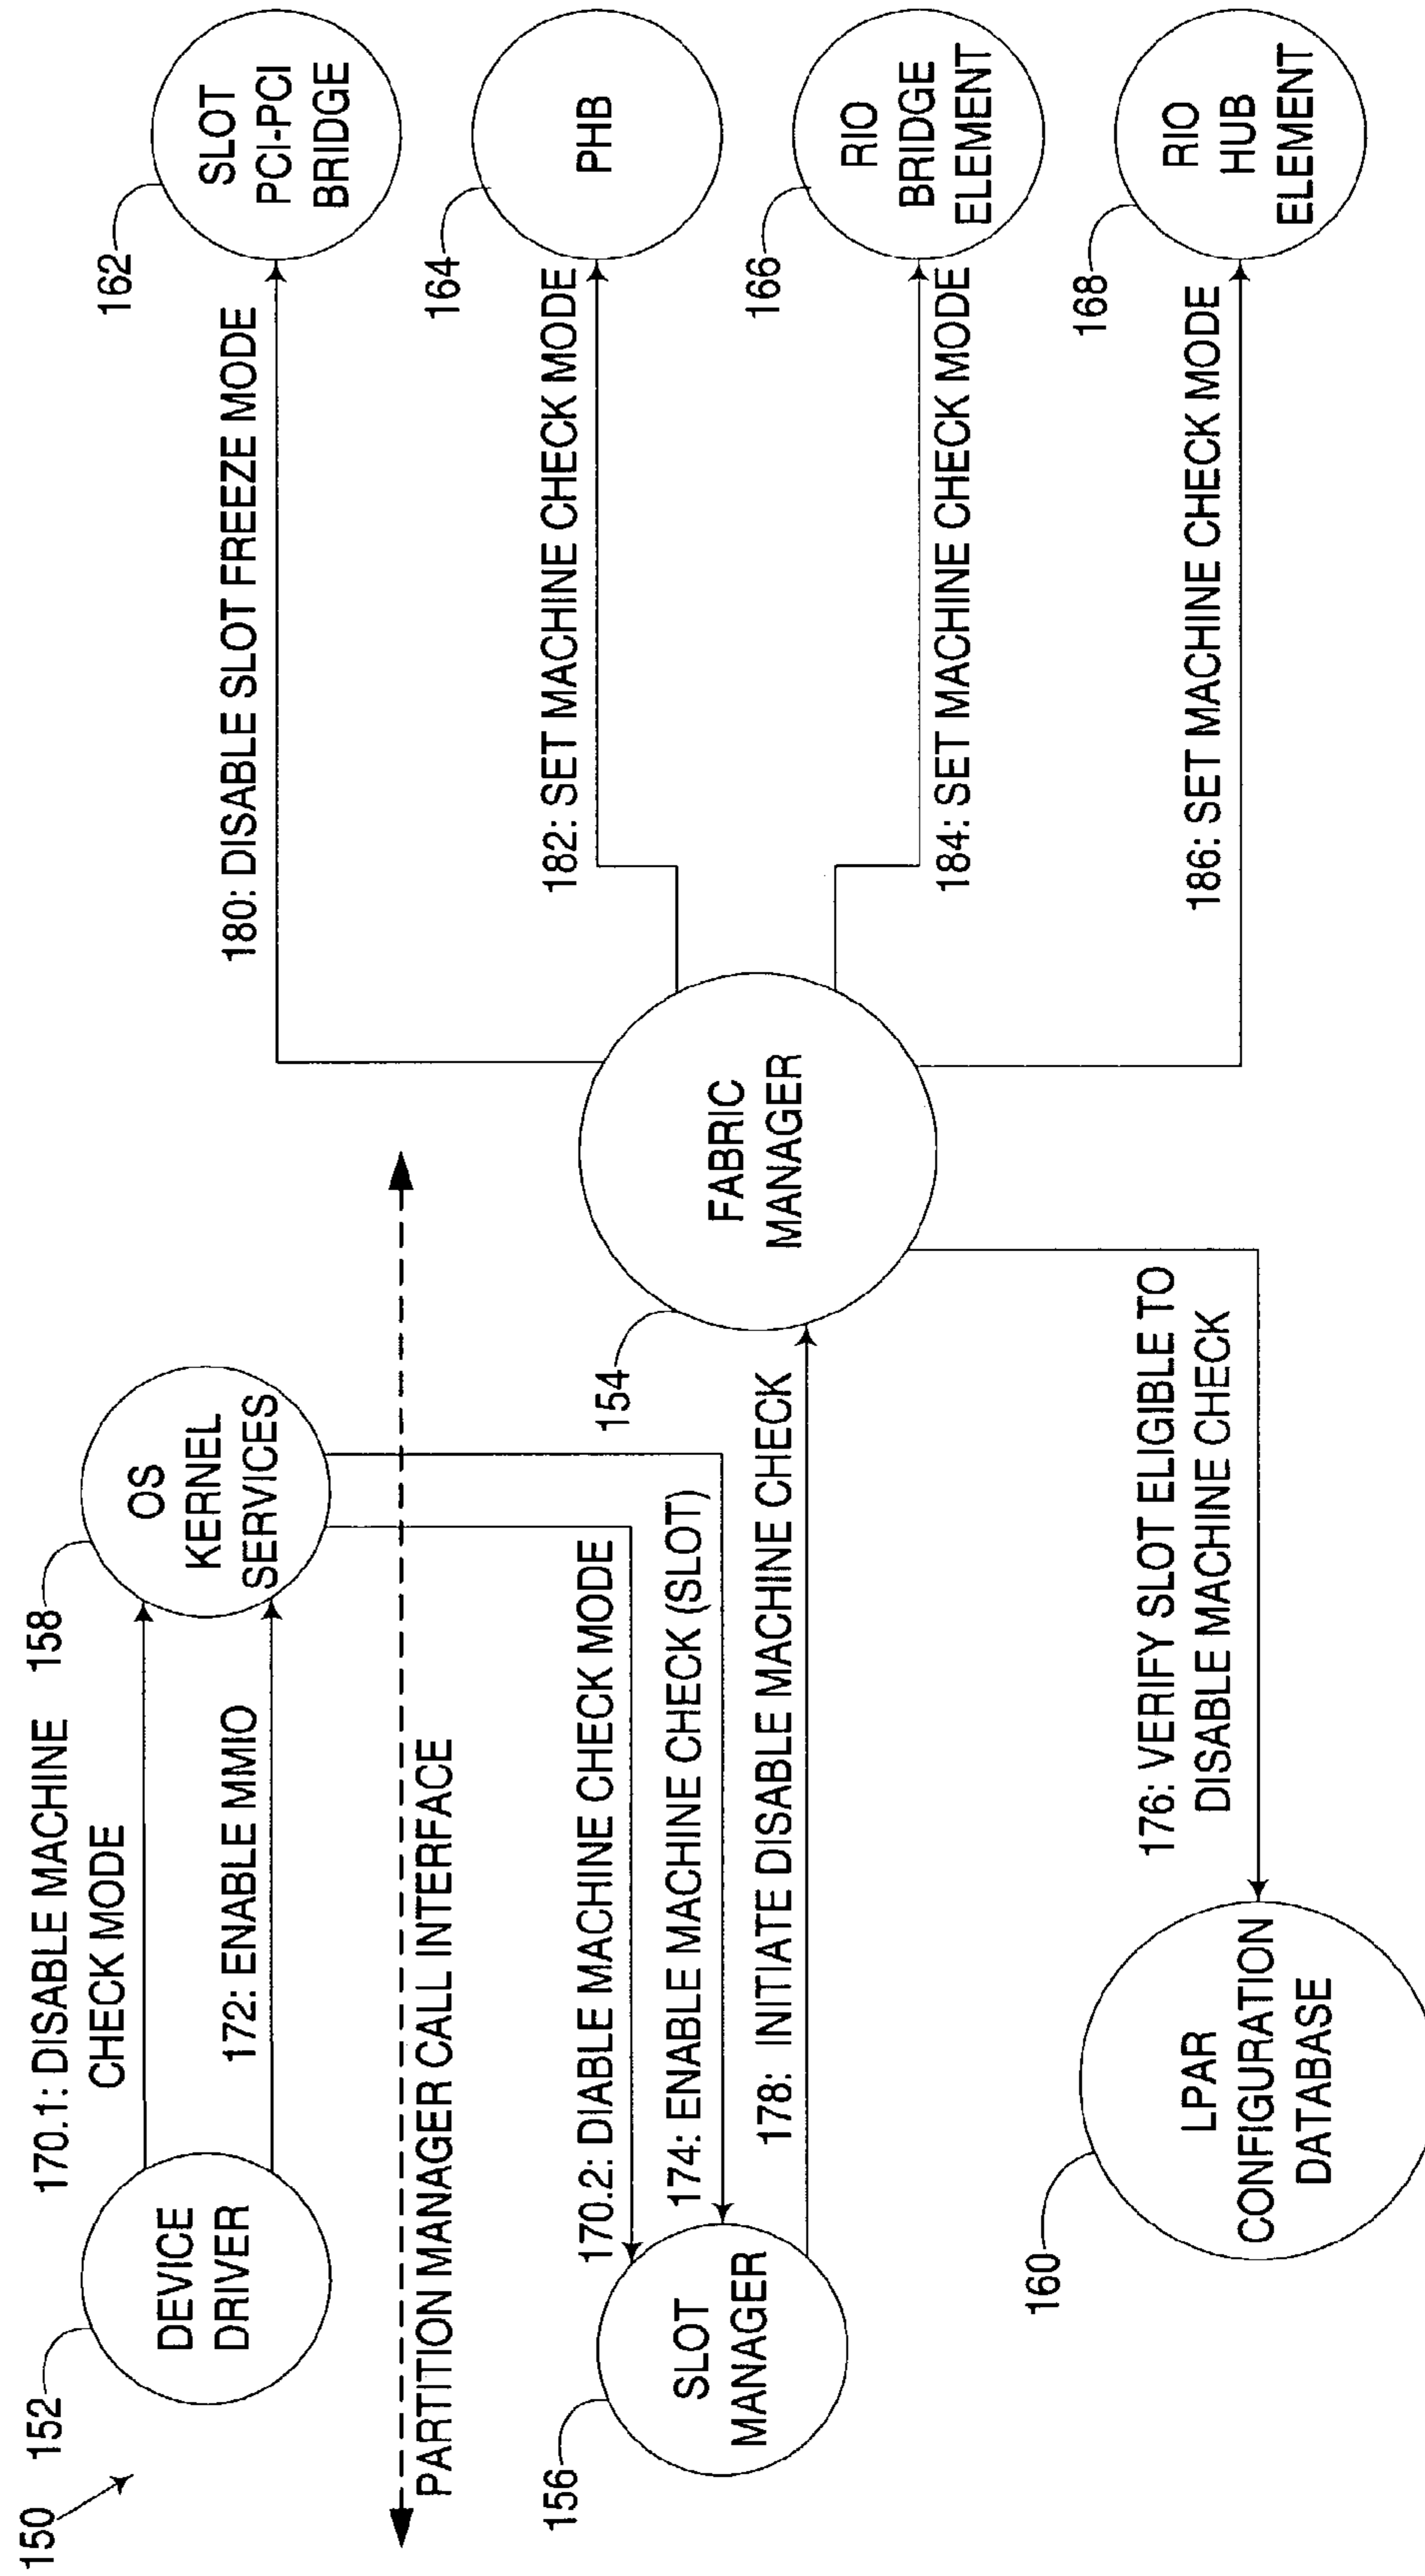 150
152
DEVICE
DRIVER
170.1: DISABLE MACHINE
CHECK MODE
172: ENABLE MMIO
158
OS
KERNEL
SERVICES
PARTITION MANAGER CALL INTERFACE
156
SLOT
MANAGER
170.2: DIABLE MACHINE CHECK MODE
174: ENABLE MACHINE CHECK (SLOT)
178: INITIATE DISABLE MACHINE CHECK
154
FABRIC
MANAGER
160
LPAR
CONFIGURATION
DATABASE
176: VERIFY SLOT ELIGIBLE TO
DISABLE MACHINE CHECK
180: DISABLE SLOT FREEZE MODE
162
SLOT
PCI-PCI
BRIDGE
182: SET MACHINE CHECK MODE
164
PHB
184: SET MACHINE CHECK MODE
166
RIO
BRIDGE
ELEMENT
186: SET MACHINE CHECK MODE
168
RIO
HUB
ELEMENT